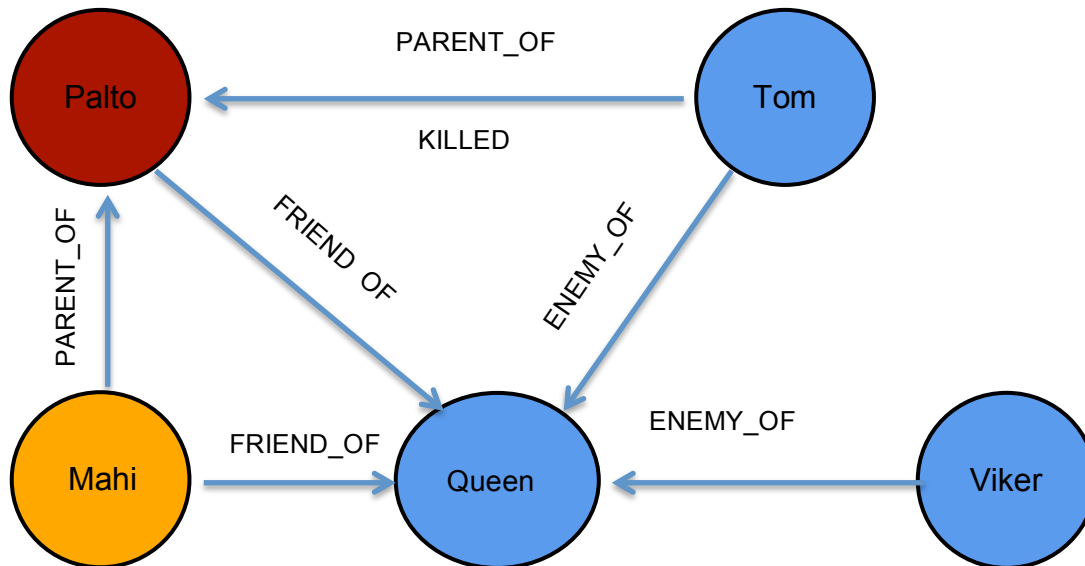 PARENT_OF
Palto
Tom
KILLED
FRIEND_OF
PARENT_OF
ENEMY_OF
ENEMY_OF
FRIEND_OF
Mahi
Queen
Viker